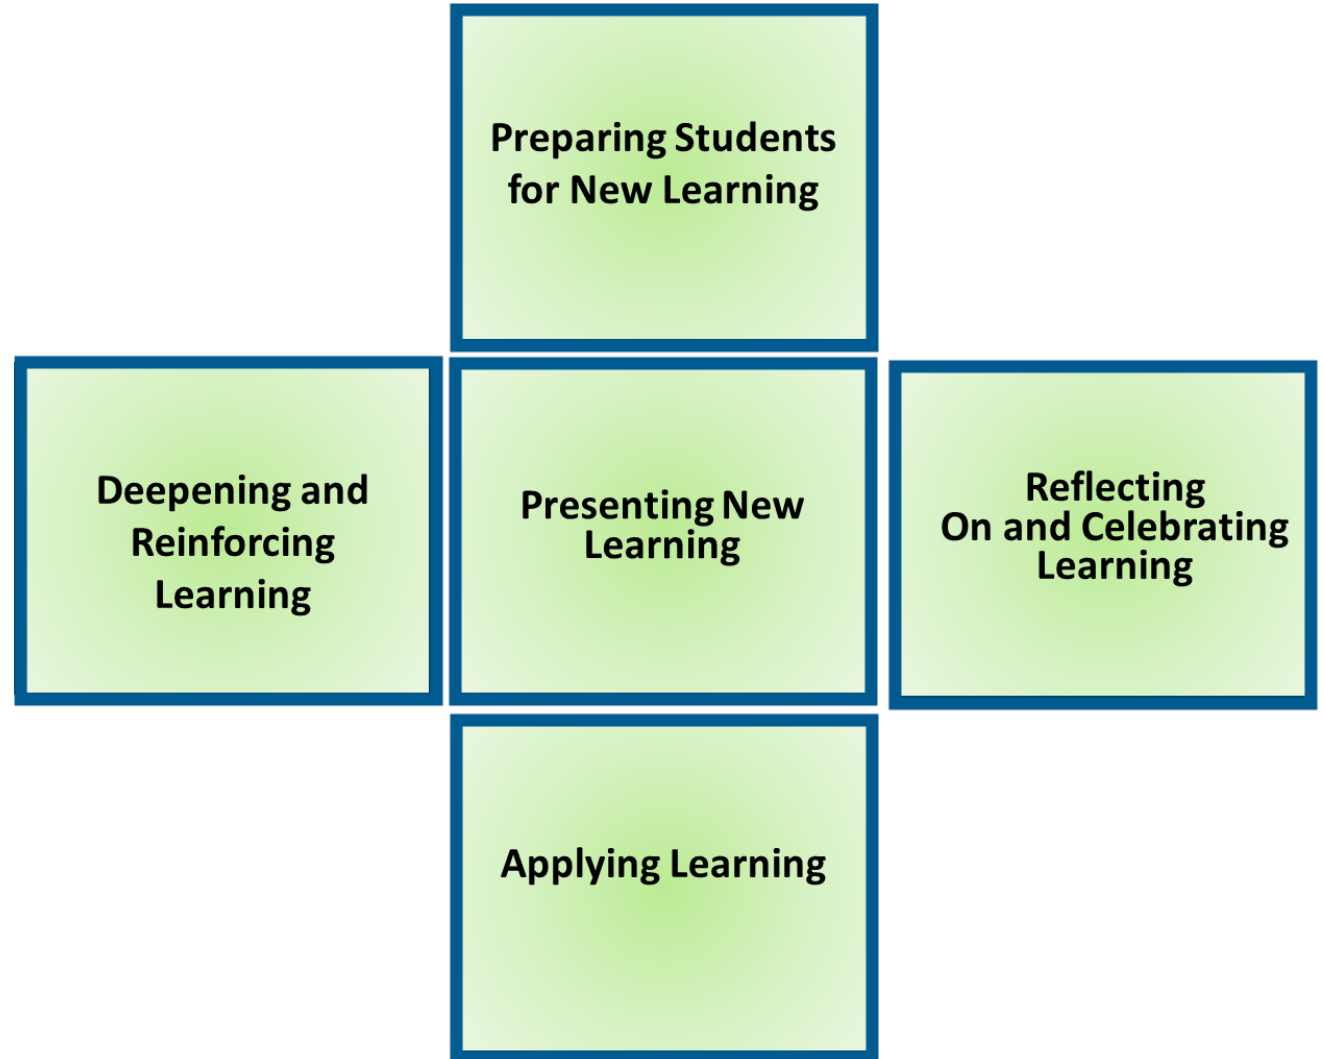 Preparing Students
for New Learning
Deepening and
Reinforcing
Learning
Presenting New
Learning
Reflecting
On and Celebrating
Learning
Applying Learning